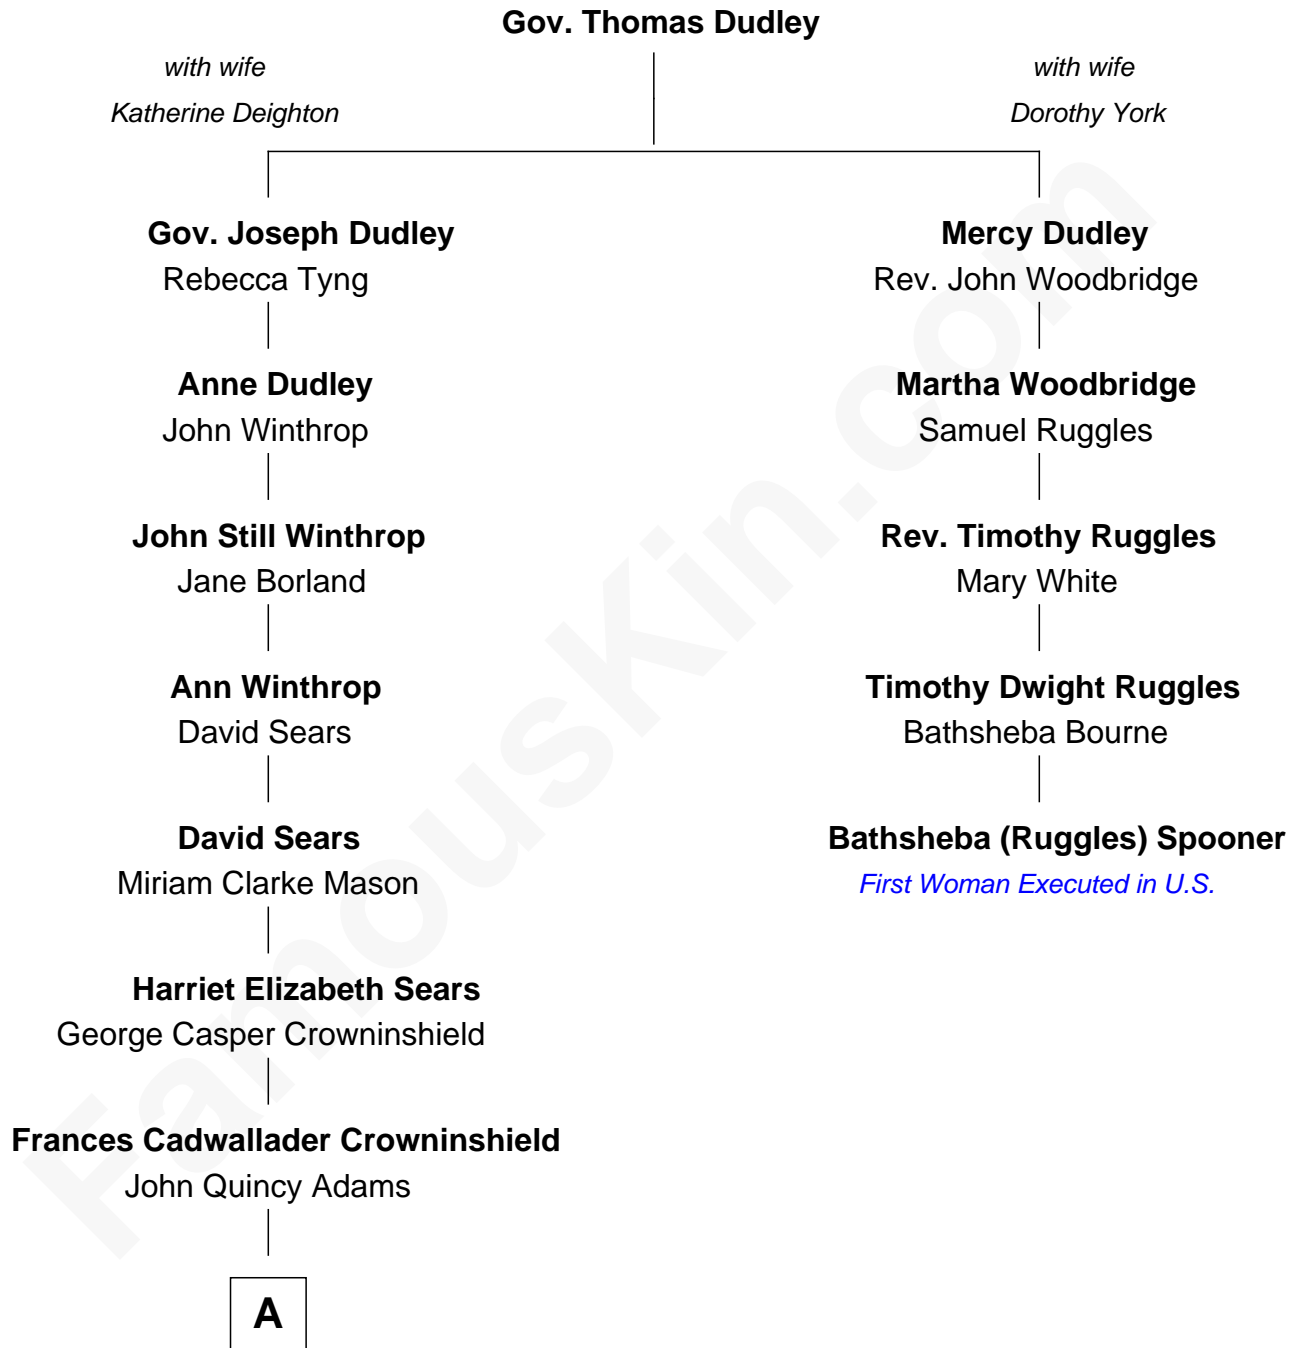 Gov. Thomas Dudley
with wife
Katherine Deighton
with wife
Dorothy York
Gov. Joseph Dudley
Rebecca Tyng
Mercy Dudley
Rev. John Woodbridge
Anne Dudley
John Winthrop
Martha Woodbridge
Samuel Ruggles
John Still Winthrop
Jane Borland
Rev. Timothy Ruggles
Mary White
Ann Winthrop
David Sears
Timothy Dwight Ruggles
Bathsheba Bourne
David Sears
Miriam Clarke Mason
Bathsheba (Ruggles) Spooner
First Woman Executed in U.S.
Harriet Elizabeth Sears
George Casper Crowninshield
Frances Cadwallader Crowninshield
John Quincy Adams
A
FamousKin.com